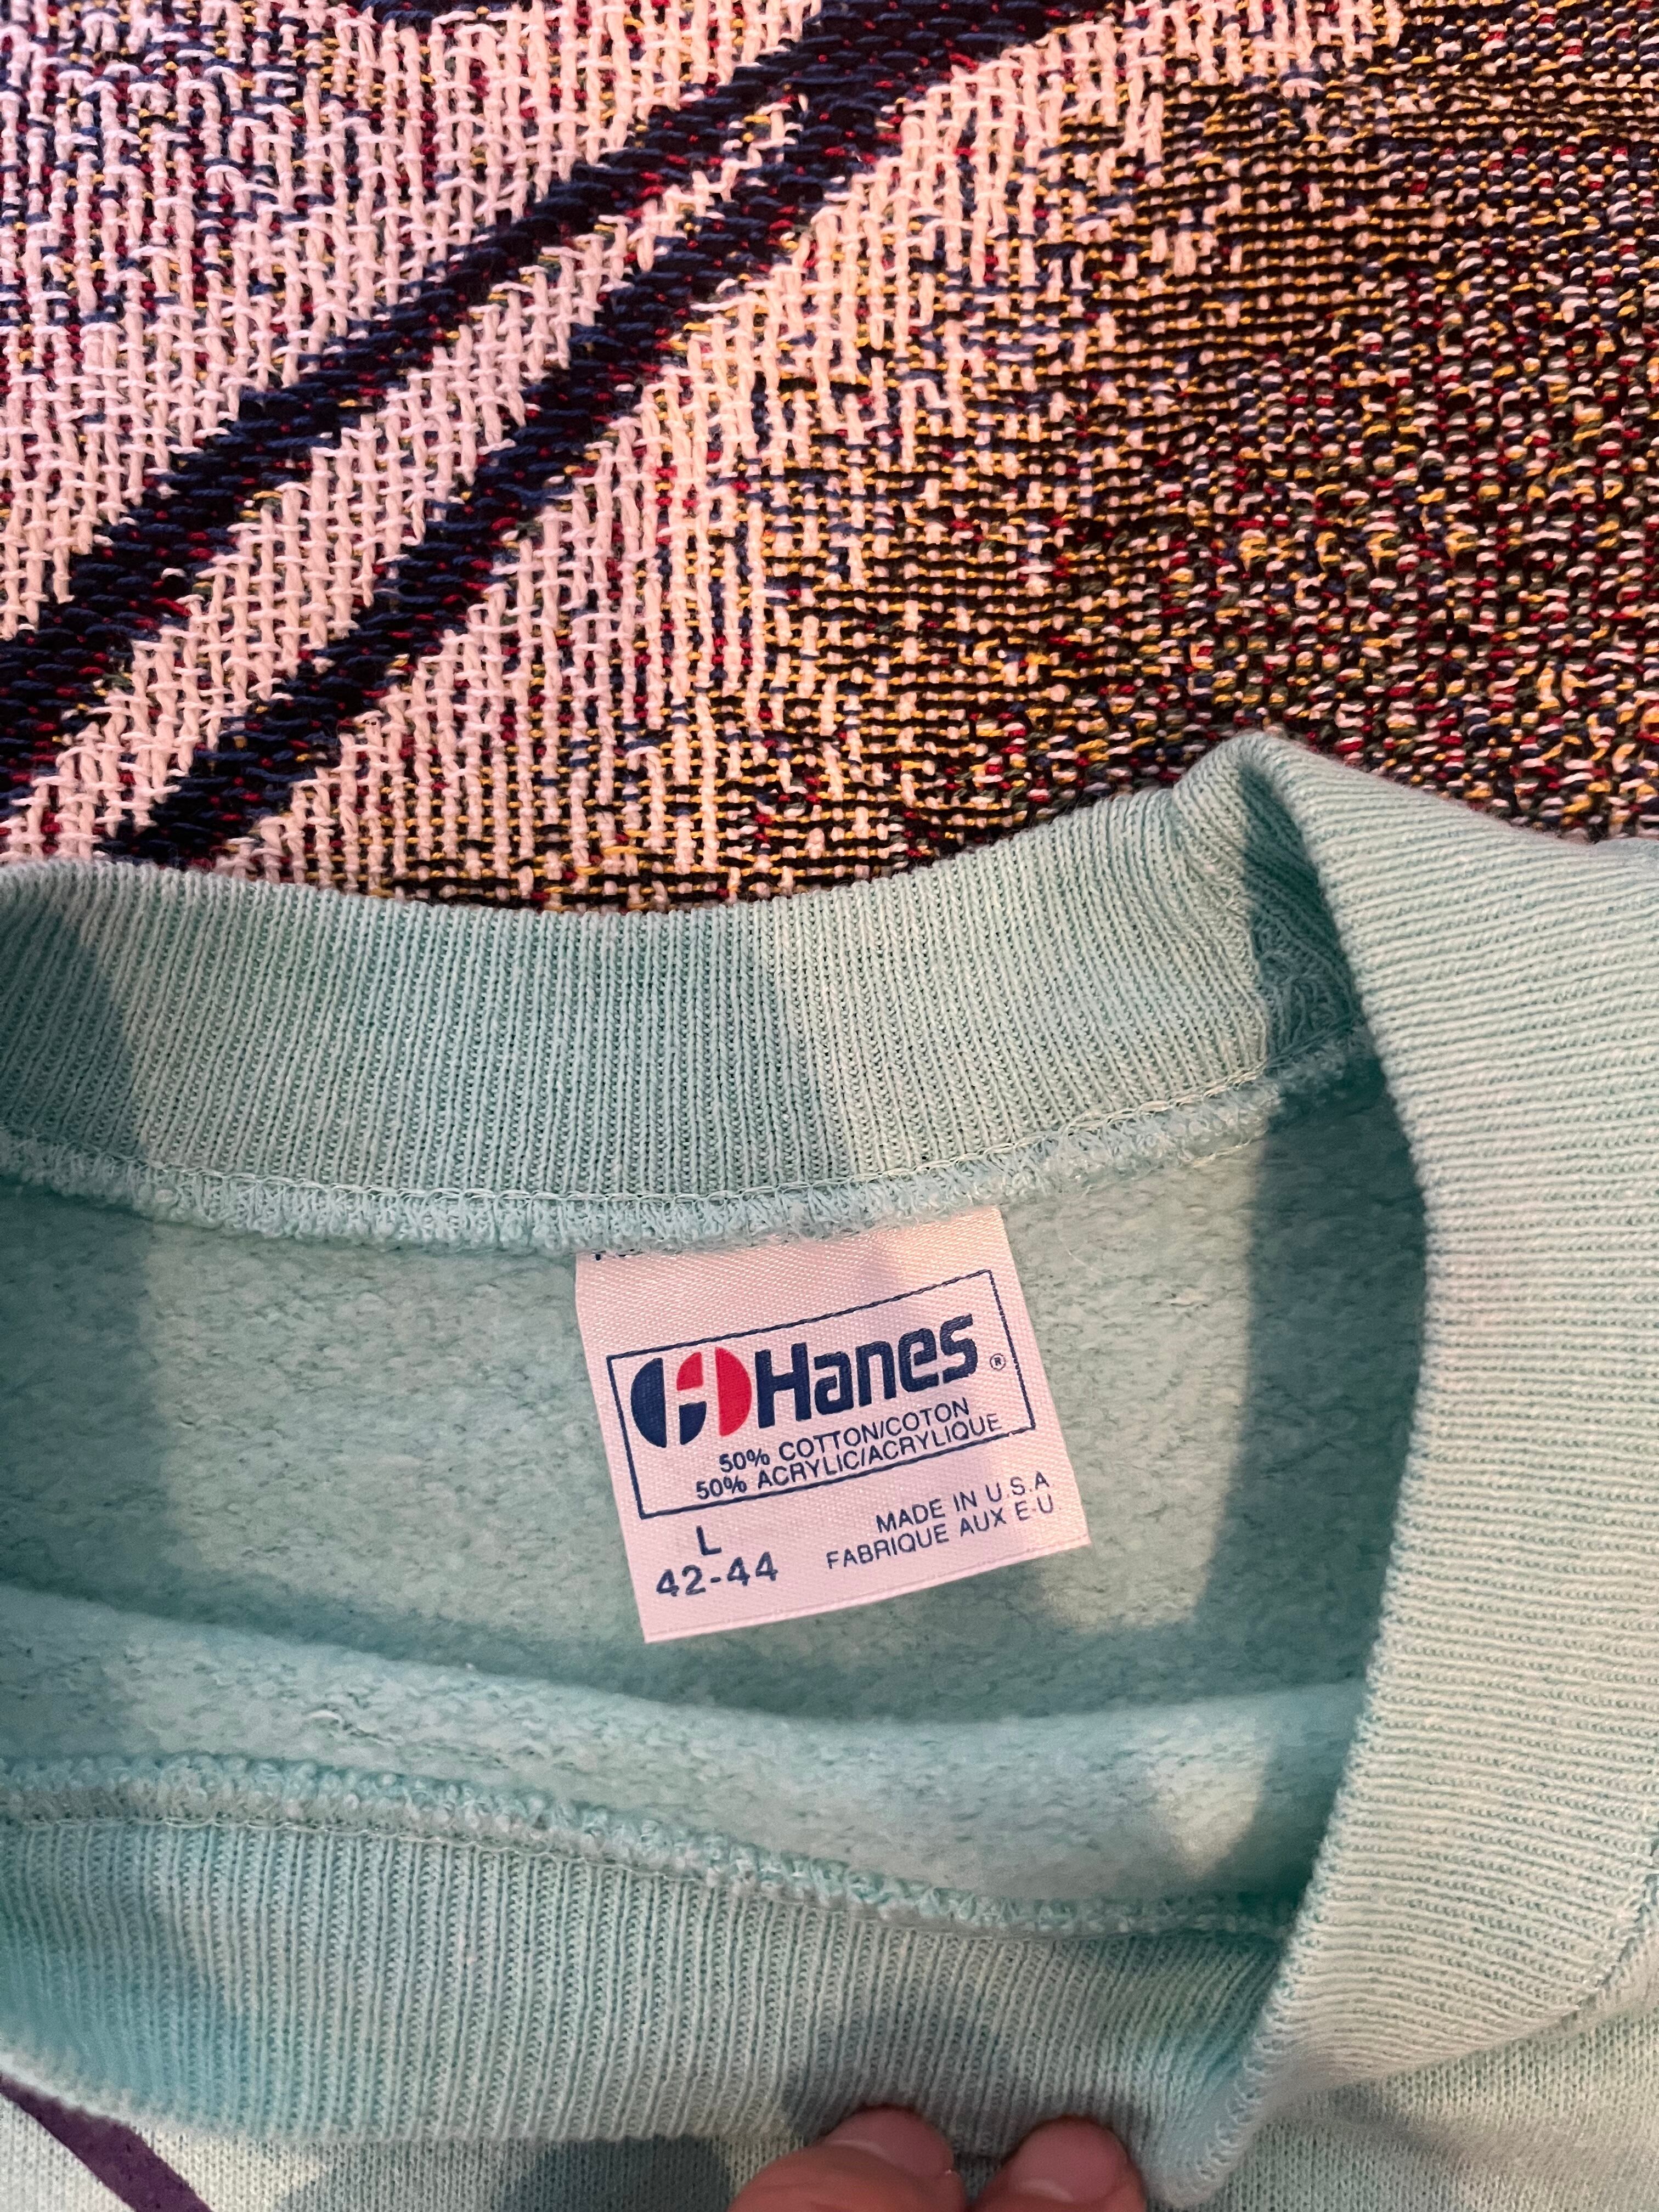 Hanes®
50% COTTON/COTON
50% ACRYLIC/ACRYLIQUE
L
42-44
MADE IN U.S.A
FABRIQUE AUX E-U